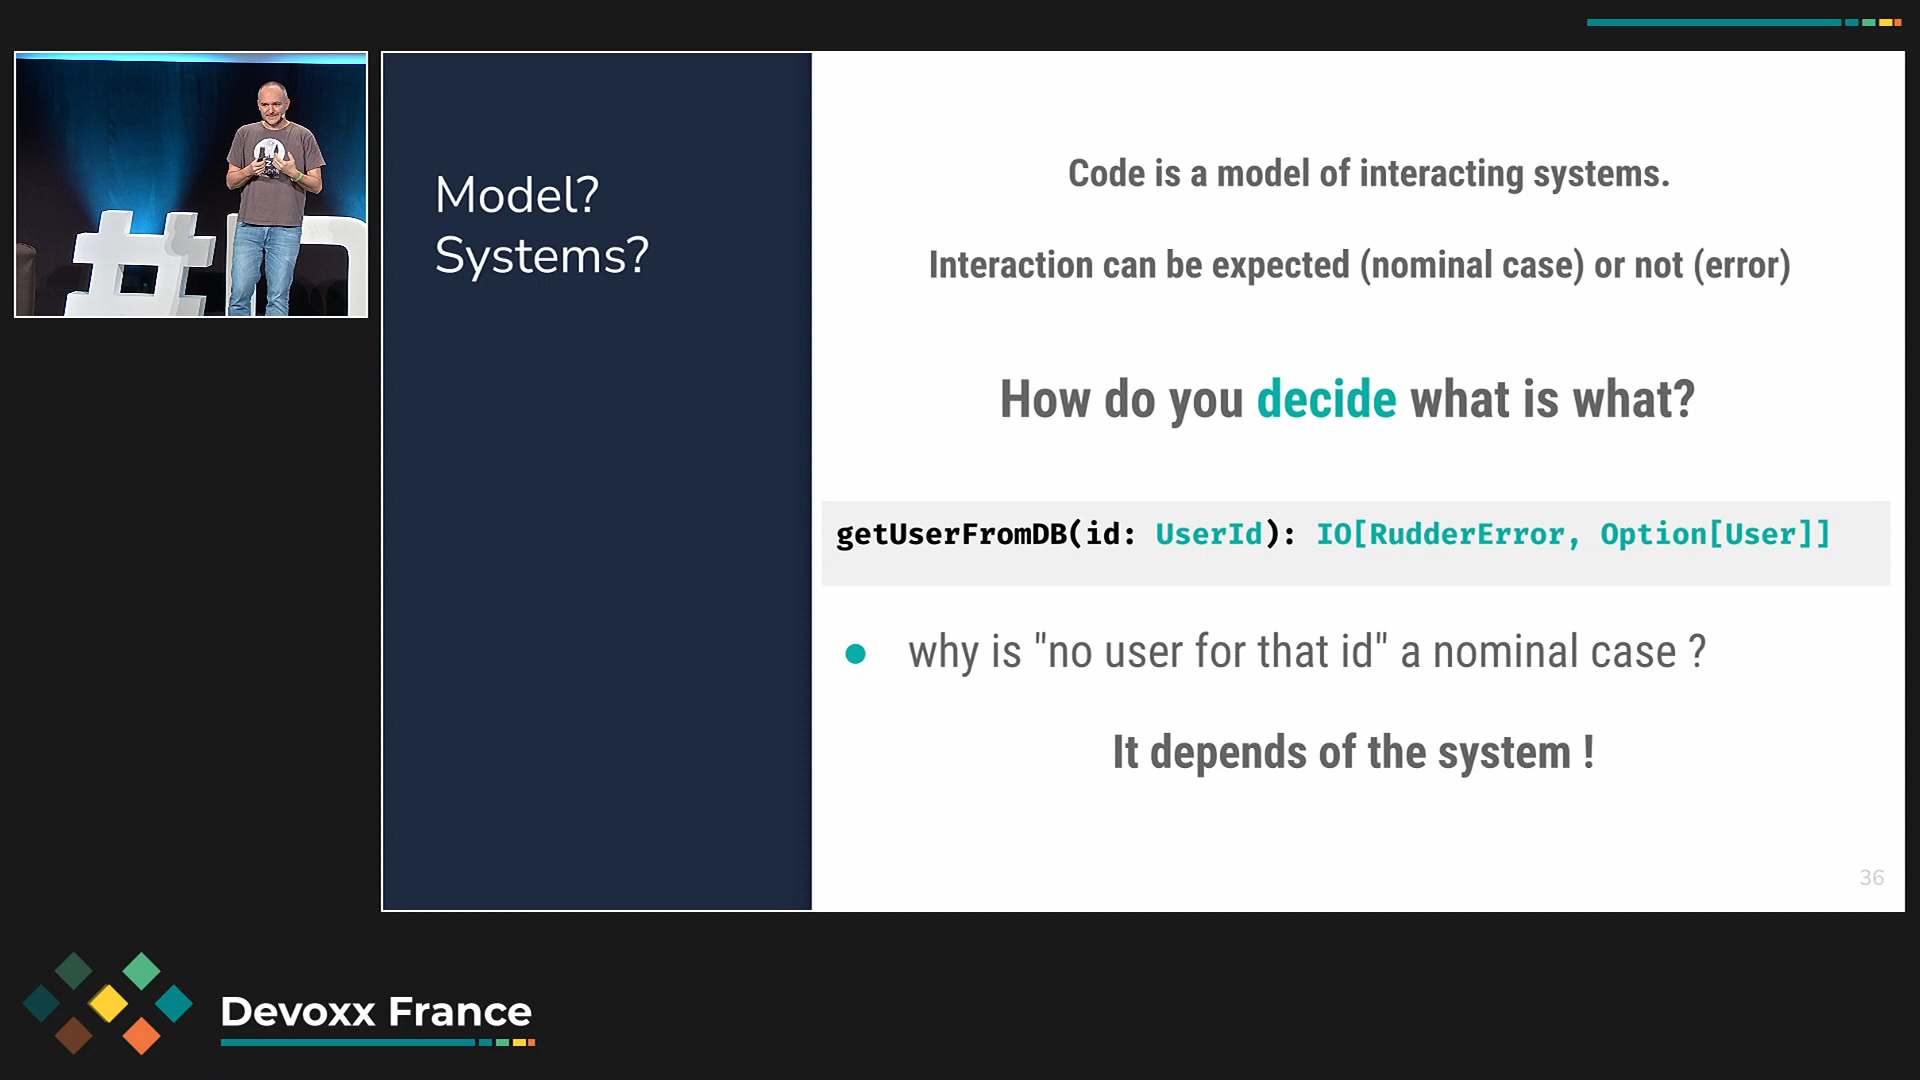 Model?
Systems?
Code is a model of interacting systems.
Interaction can be expected (nominal case) or not (error)
How do you decide what is what?
getUserFromDB(id: UserId): IO[RudderError, Option[User]]
● why is "no user for that id" a nominal case ?
It depends of the system !
36
Devoxx France